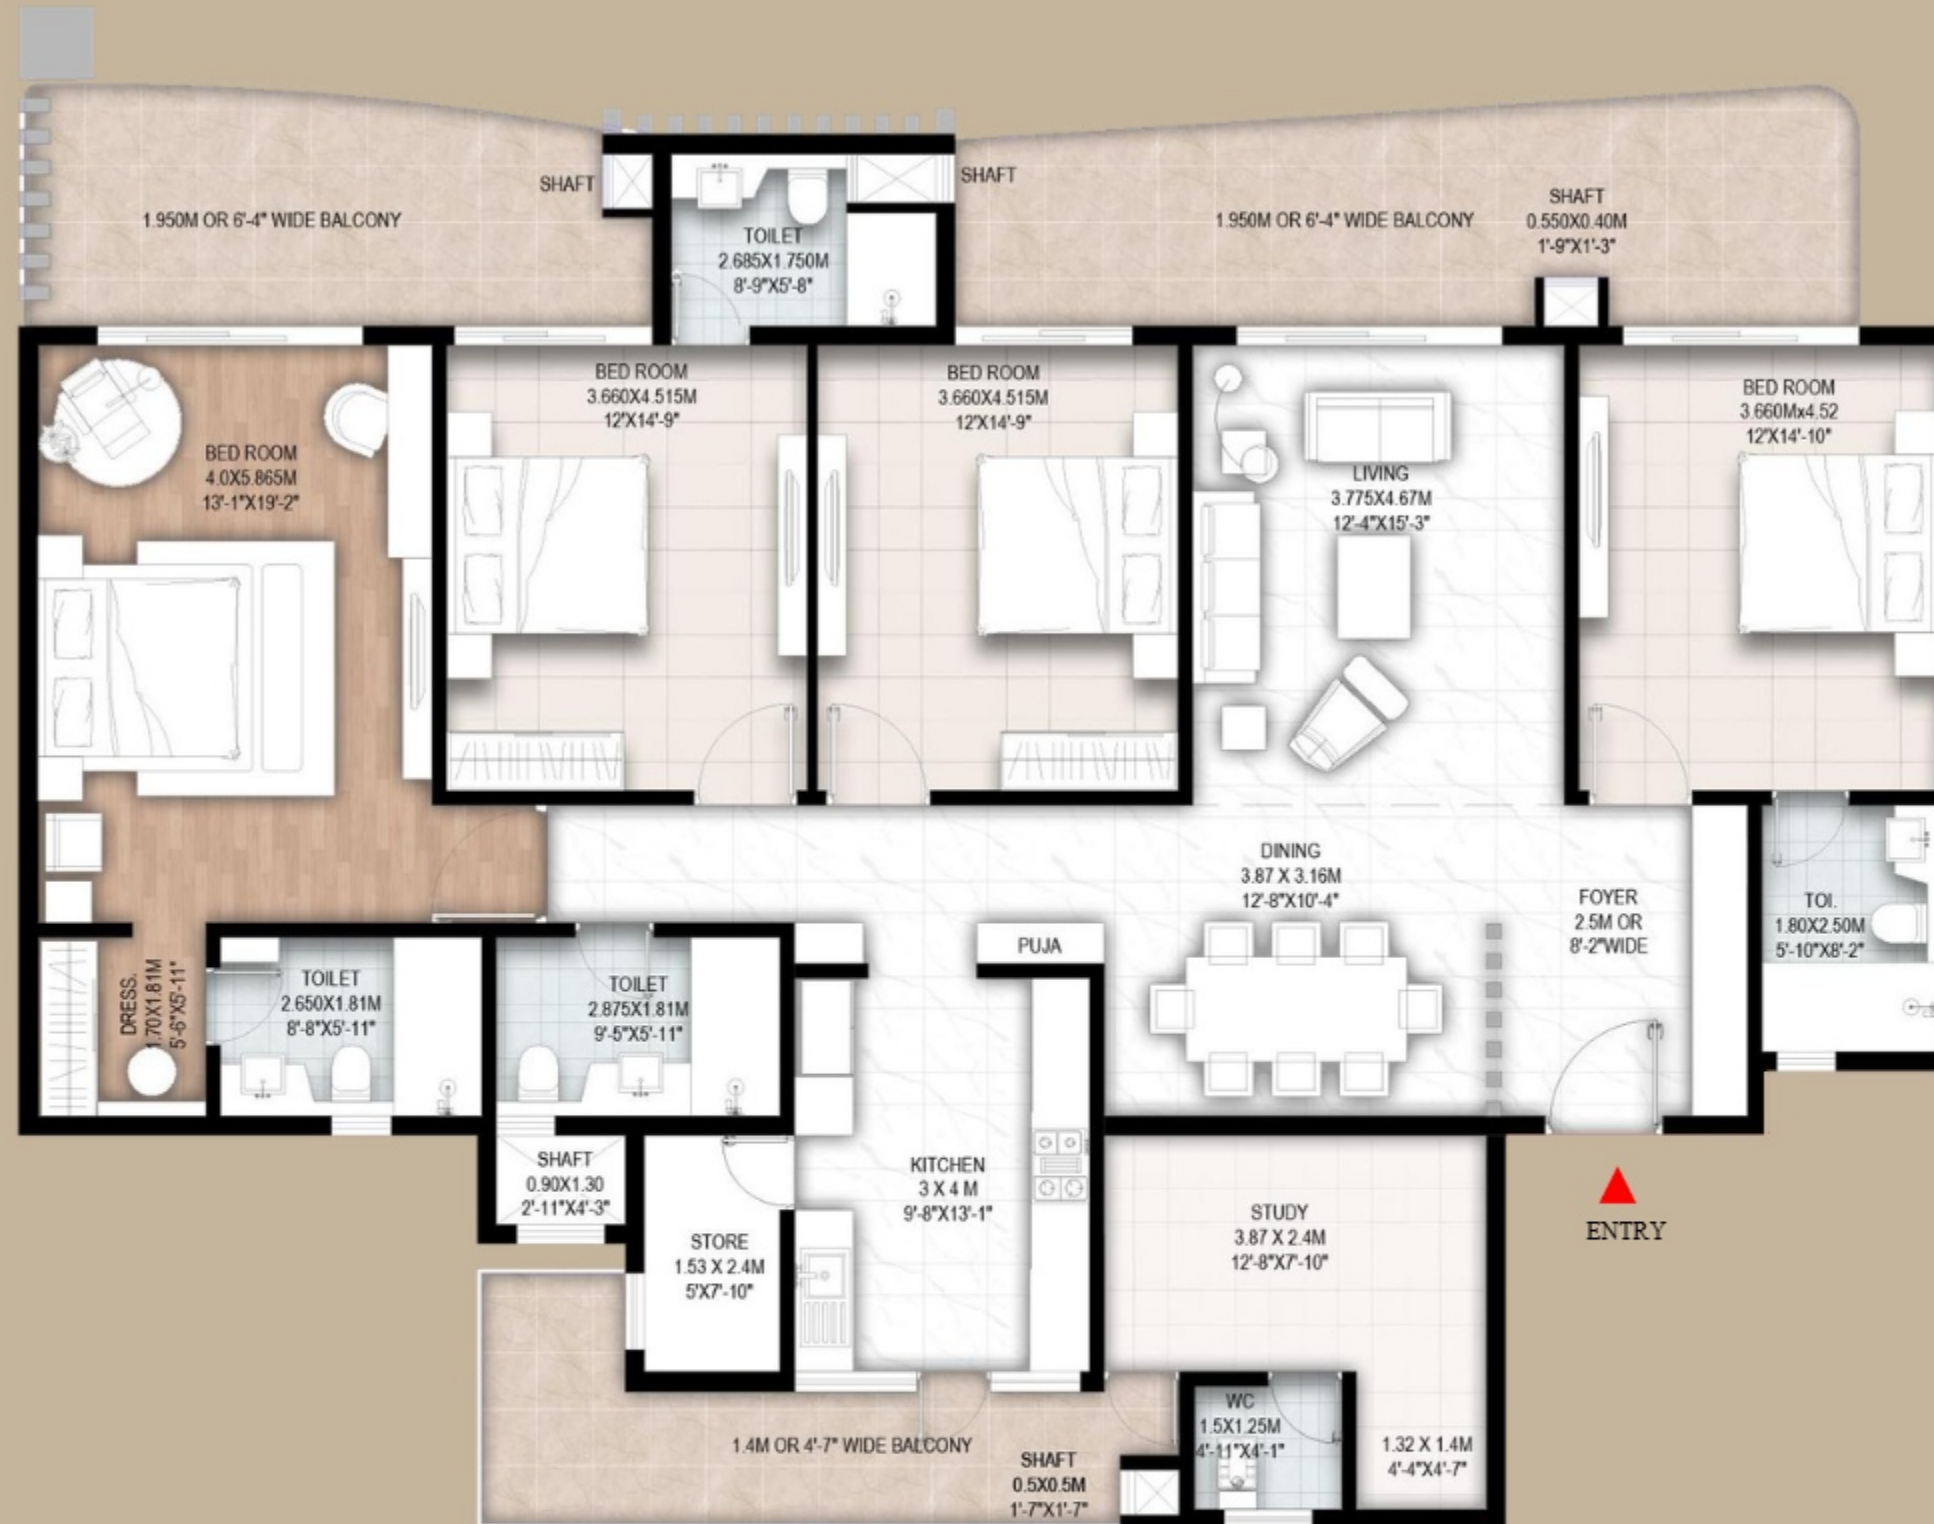 SHAFT
1.950M OR 6'-4" WIDE BALCONY
TOILET
2.685X1.750M
8'-9"X5'-8"
SHAFT
1.950M OR 6'-4" WIDE BALCONY
SHAFT
0.550X0.40M
1'-9"X1'-3"
BED ROOM
4.0X5.865M
13'-1"X19'-2"
BED ROOM
3.660X4.515M
12'X14'-9"
BED ROOM
3.660X4.515M
12'X14'-9"
LIVING
3.775X4.67M
12'-4"X15'-3"
BED ROOM
3.660Mx4.52
12'X14'-10"
DINING
3.87 X 3.16M
12'-8"X10'-4"
FOYER
2.5M OR
8'-2"WIDE
TOI.
1.80X2.50M
5'-10"X8'-2"
DRESS.
1.70X1.81M
5'-6"X5'-11"
TOILET
2.650X1.81M
8'-8"X5'-11"
TOILET
2.875X1.81M
9'-5"X5'-11"
PUJA
SHAFT
0.90X1.30
2'-11"X4'-3"
STORE
1.53 X 2.4M
5'X7'-10"
KITCHEN
3 X 4 M
9'-8"X13'-1"
STUDY
3.87 X 2.4M
12'-8"X7'-10"
ENTRY
1.4M OR 4'-7" WIDE BALCONY
SHAFT
0.5X0.5M
1'-7"X1'-7"
WC
1.5X1.25M
4'-11"X4'-1"
1.32 X 1.4M
4'-4"X4'-7"